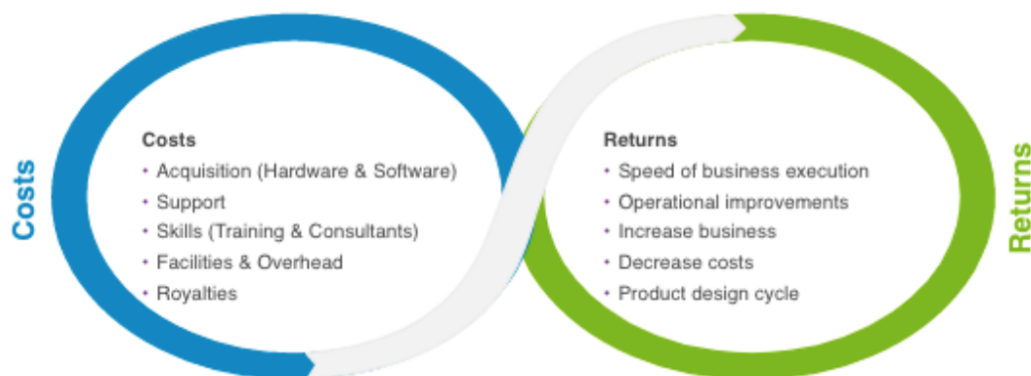 Costs
Costs
• Acquisition (Hardware & Software)
• Support
• Skills (Training & Consultants)
• Facilities & Overhead
• Royalties
Returns
• Speed of business execution
• Operational improvements
• Increase business
• Decrease costs
• Product design cycle
Returns